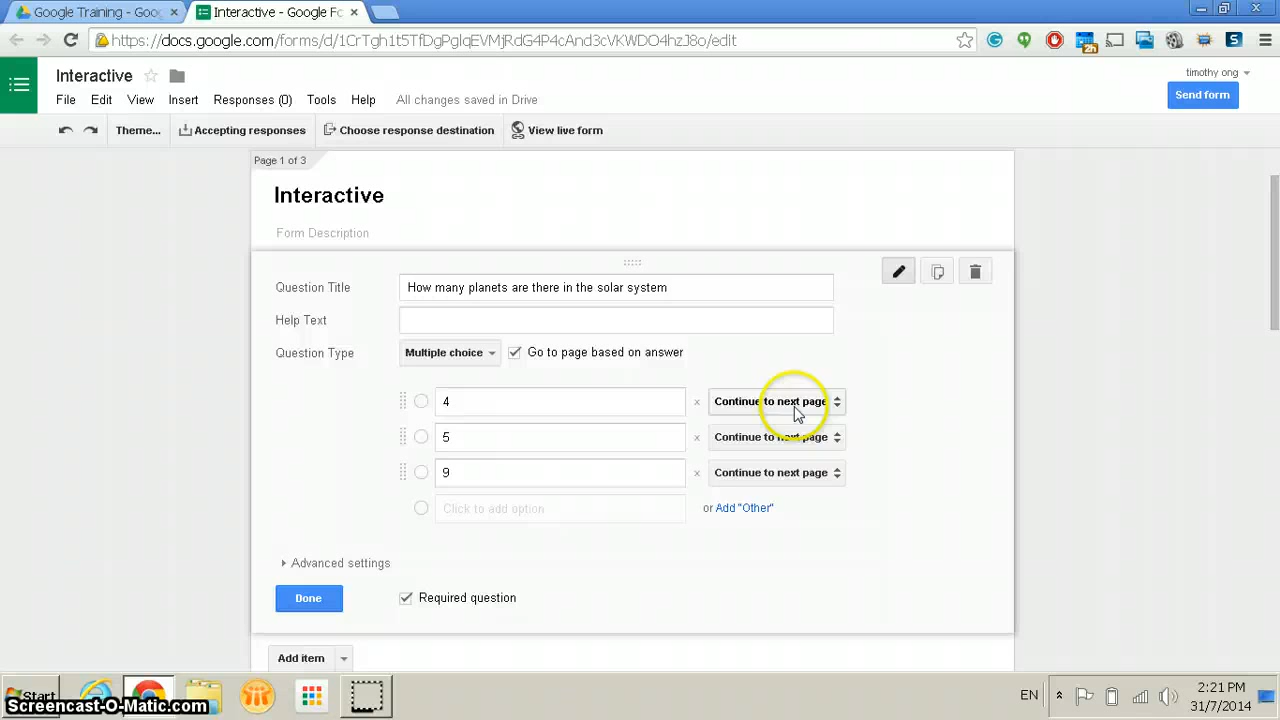 Google Training - Goo
Interactive - Google Fo
https://docs.google.com/forms/d/1CrTgh1t5TfDgPgIqEVMjRdG4P4cAnd3cVKWDO4hzJ8o/edit
2h
Interactive
timothy ong
File Edit View Insert Responses (0) Tools Help All changes saved in Drive
Send form
Theme... Accepting responses Choose response destination View live form
Page 1 of 3
Interactive
Form Description
Question Title How many planets are there in the solar system
Help Text
Question Type Multiple choice Go to page based on answer
4 x Continue to next page
5 x Continue to next page
9 x Continue to next page
Click to add option or Add "Other"
Advanced settings
Done Required question
Add item
Start
EN
2:21 PM
31/7/2014
Screencast-O-Matic.com